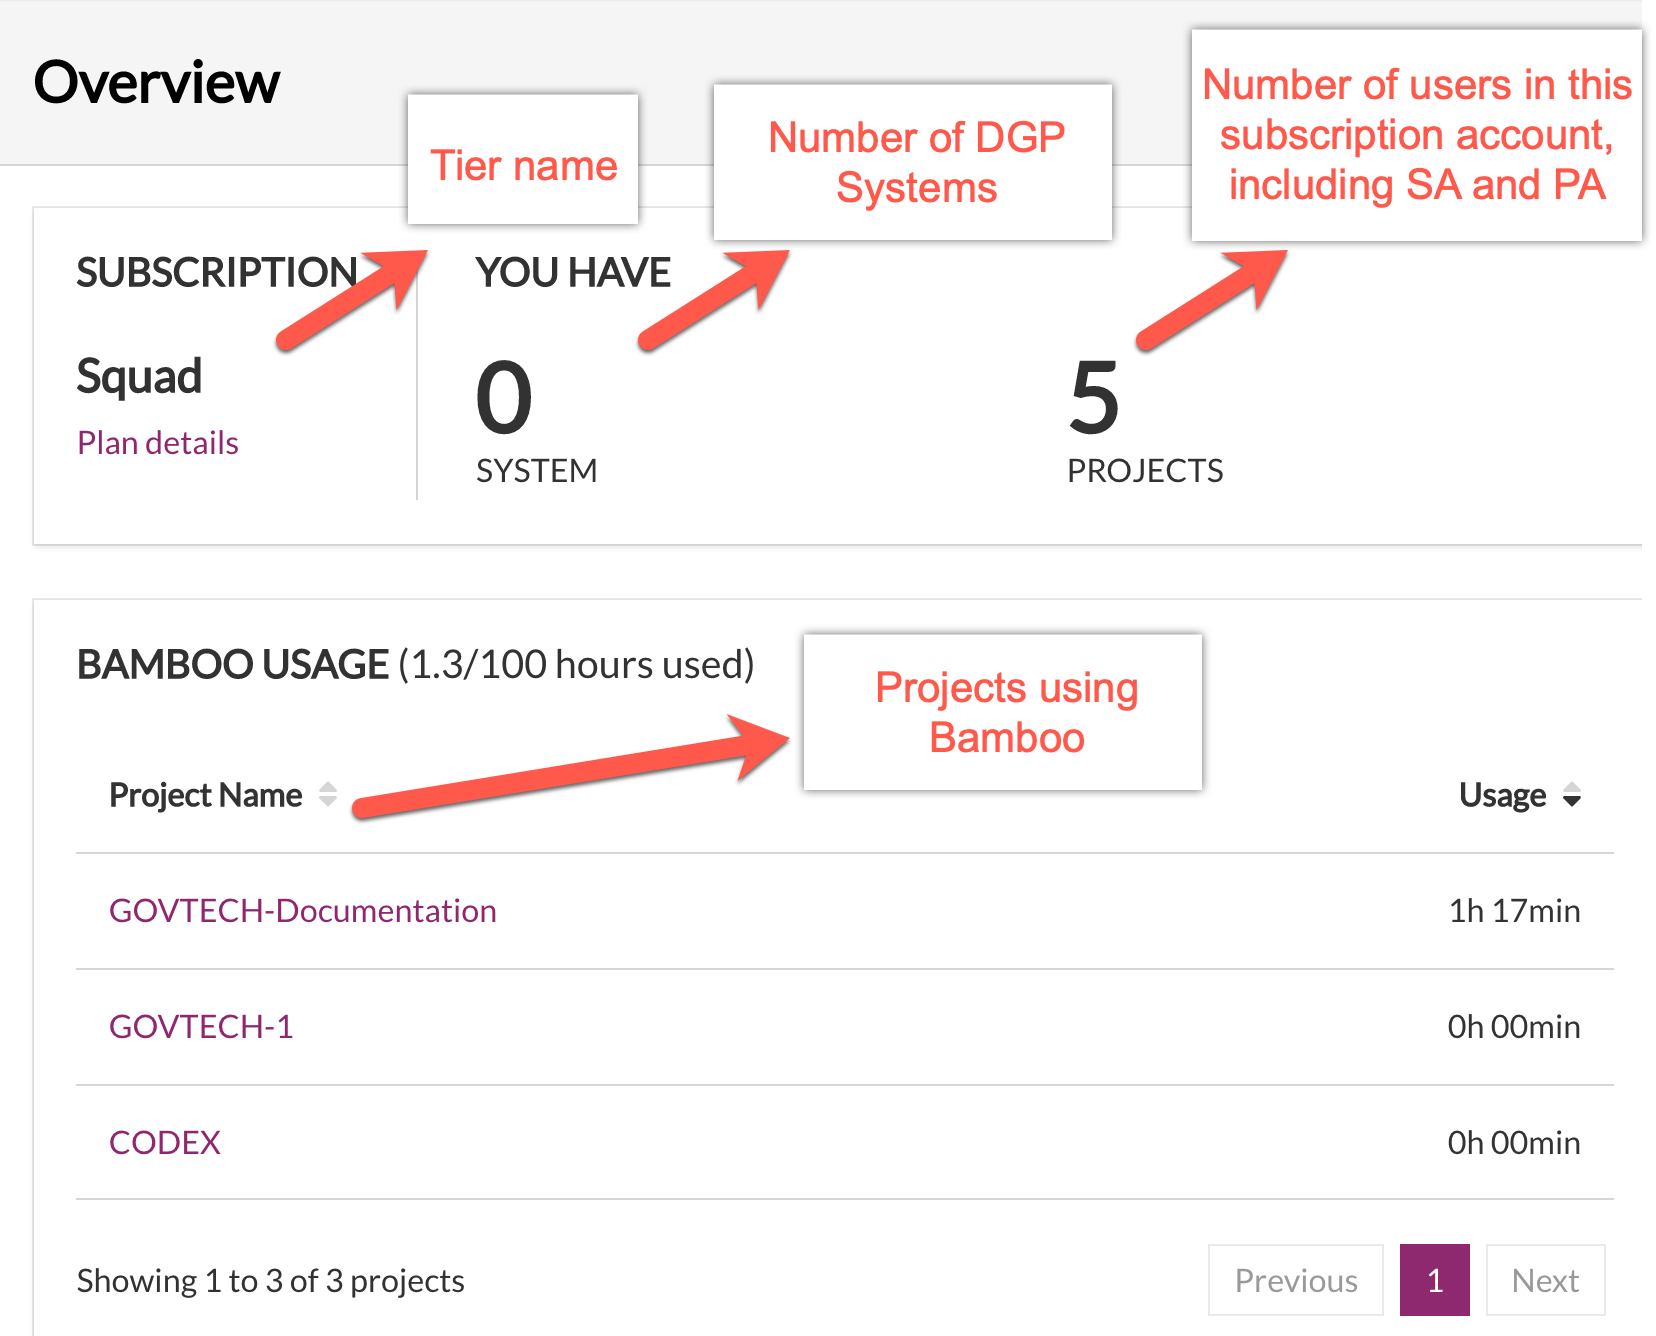 Overview
Tier name
Number of DGP
Systems
Number of users in this
subscription account,
including SA and PA
SUBSCRIPTION
YOU HAVE
Squad
Plan details
0
SYSTEM
5
PROJECTS
BAMBOO USAGE (1.3/100 hours used)
Projects using
Bamboo
Project Name
Usage
GOVTECH-Documentation
1h 17min
GOVTECH-1
0h 00min
CODEX
0h 00min
Showing 1 to 3 of 3 projects
Previous
1
Next